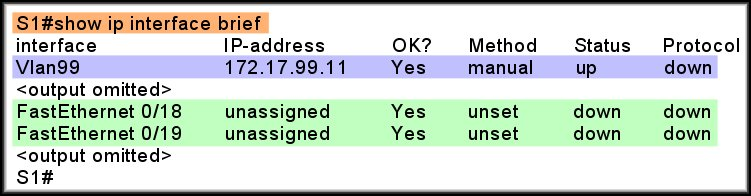 S1#show ip interface brief
interface IP-address OK? Method Status Protocol
Vlan99 172.17.99.11 Yes manual up down
<output omitted>
FastEthernet 0/18 unassigned Yes unset down down
FastEthernet 0/19 unassigned Yes unset down down
<output omitted>
S1#